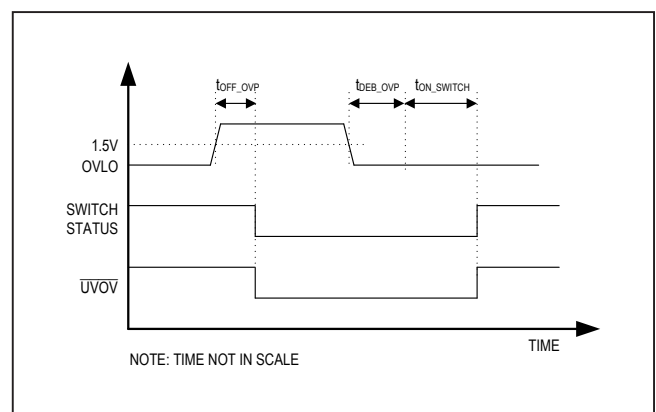 tOFF_OVP
tDEB_OVP
tON_SWITCH
1.5V
OVLO
SWITCH
STATUS
UVOV
TIME
NOTE: TIME NOT IN SCALE